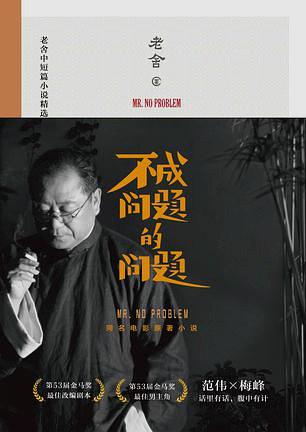 老舍中短篇小说精选
老舍 著
MR. NO PROBLEM
不成
问题
的
问题
MR. NO PROBLEM
同名电影原著小说
第53届金马奖
最佳改编剧本
第53届金马奖
最佳男主角
范伟×梅峰
话里有话，腹中有计